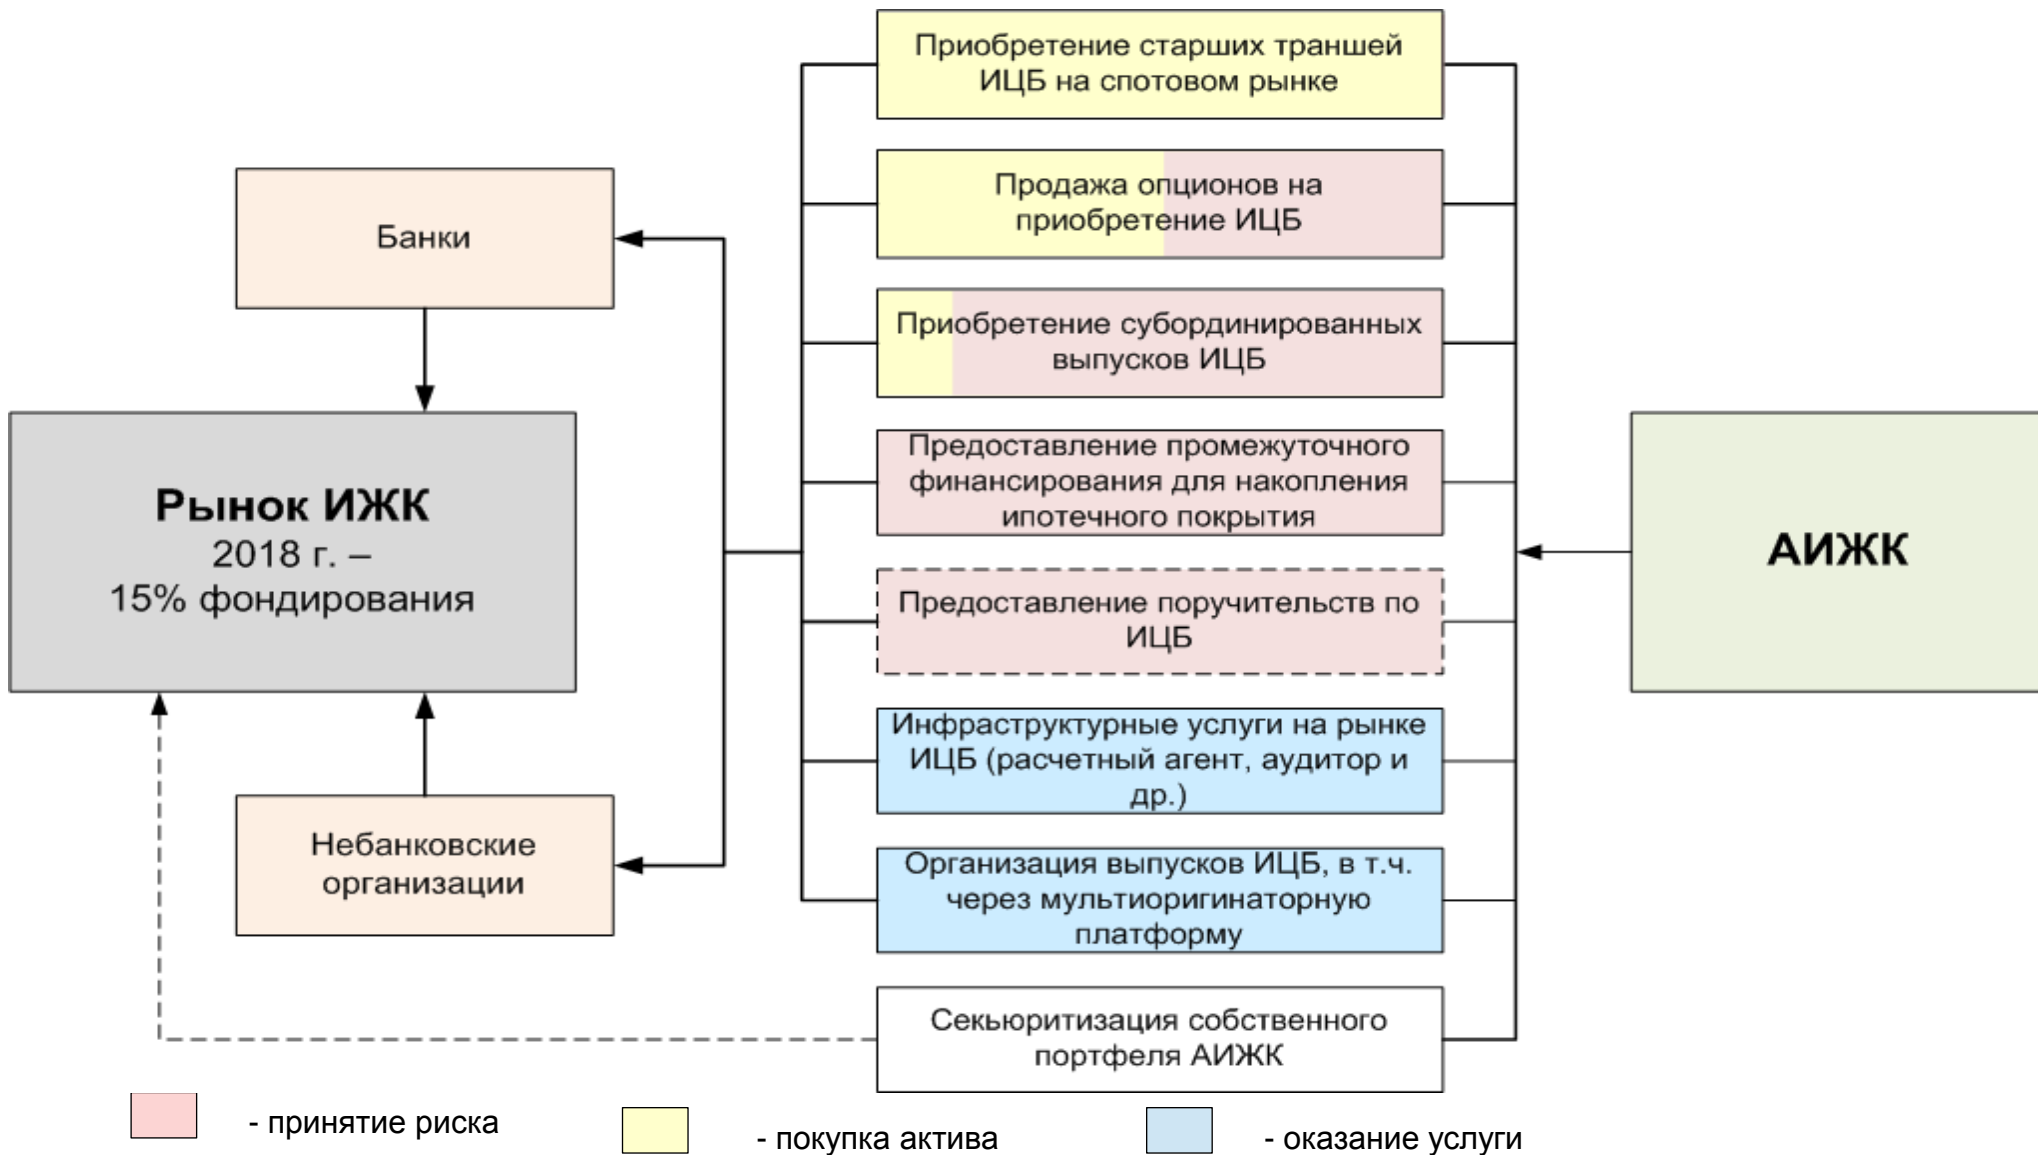 Приобретение старших траншей
ИЦБ на спотовом рынке
Продажа опционов на
приобретение ИЦБ
Банки
Приобретение субординированных
выпусков ИЦБ
Предоставление промежуточного
финансирования для накопления
ипотечного покрытия
Рынок ИЖК
2018 г. –
15% фондирования
АИЖК
Предоставление поручительств по
ИЦБ
Инфраструктурные услуги на рынке
ИЦБ (расчетный агент, аудитор и
др.)
Небанковские
организации
Организация выпусков ИЦБ, в т.ч.
через мультиоригинаторную
платформу
Секьюритизация собственного
портфеля АИЖК
- принятие риска
- покупка актива
- оказание услуги